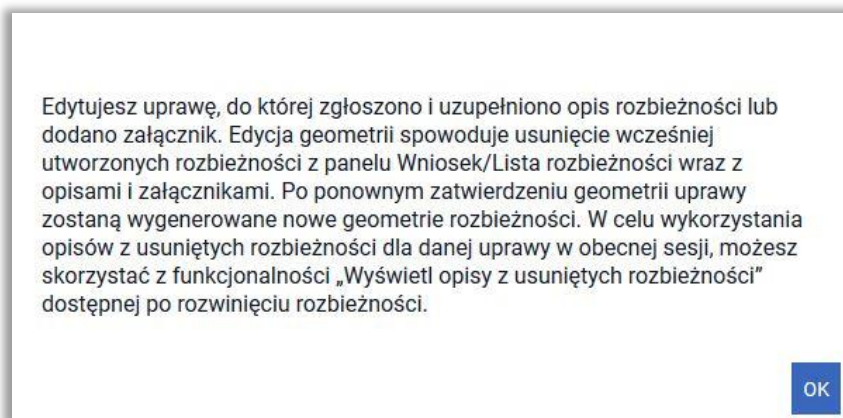 Edytujesz uprawę, do której zgłoszono i uzupełniono opis rozbieżności lub
dodano załącznik. Edycja geometrii spowoduje usunięcie wcześniej
utworzonych rozbieżności z panelu Wniosek/Lista rozbieżności wraz z
opisami i załącznikami. Po ponownym zatwierdzeniu geometrii uprawy
zostaną wygenerowane nowe geometrie rozbieżności. W celu wykorzystania
opisów z usuniętych rozbieżności dla danej uprawy w obecnej sesji, możesz
skorzystać z funkcjonalności „Wyświetl opisy z usuniętych rozbieżności”
dostępnej po rozwinięciu rozbieżności.
OK